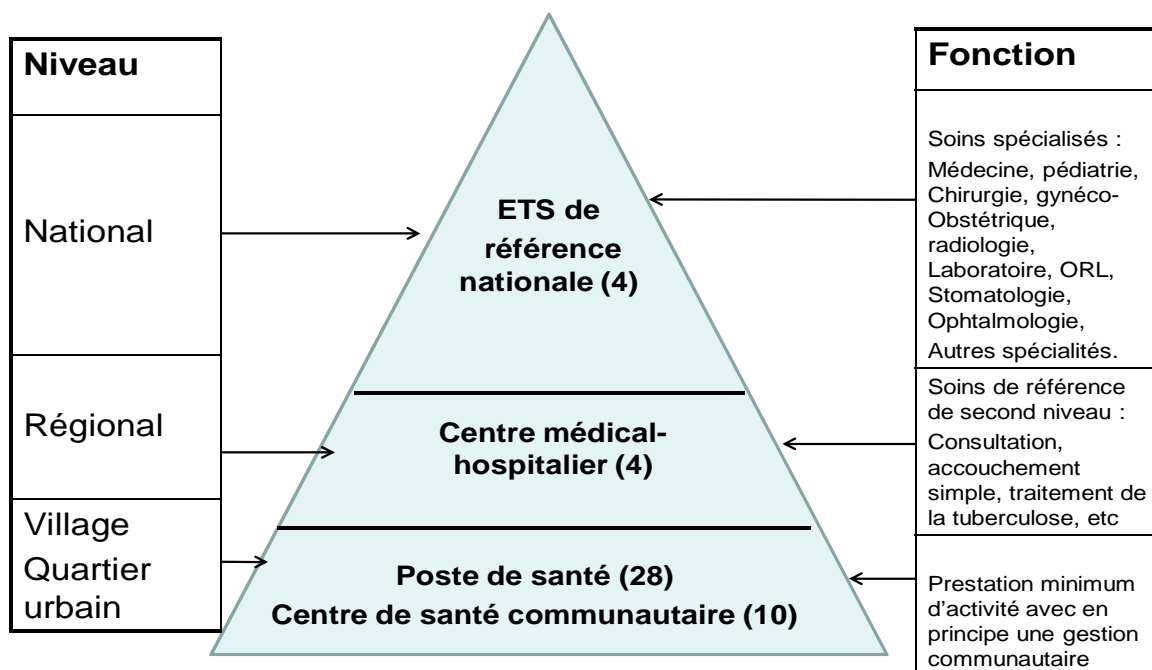 Niveau
National
Régional
Village
Quartier
urbain
ETS de
référence
nationale (4)
Centre médical-
hospitalier (4)
Poste de santé (28)
Centre de santé communautaire (10)
Fonction
Soins spécialisés :
Médecine, pédiatrie,
Chirurgie, gynéco-
Obstétrique,
radiologie,
Laboratoire, ORL,
Stomatologie,
Ophtalmologie,
Autres spécialités.
Soins de référence
de second niveau :
Consultation,
accouchement
simple, traitement de
la tuberculose, etc
Prestation minimum
d’activité avec en
principe une gestion
communautaire